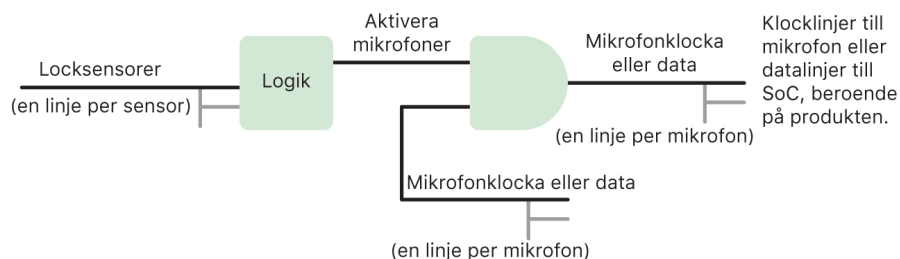 Aktivera
mikrofoner
Locksensorer
(en linje per sensor)
Logik
Mikrofonklocka
eller data
(en linje per mikrofon)
Klocklinjer till
mikrofon eller
datalinjer till
SoC, beroende
på produkten.
Mikrofonklocka eller data
(en linje per mikrofon)